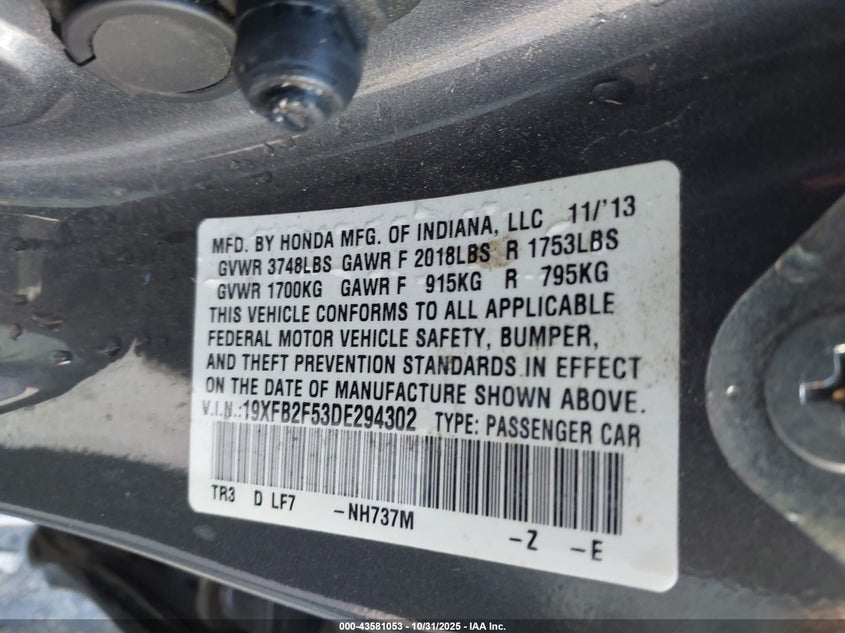 MFD. BY HONDA MFG. OF INDIANA, LLC 11/'13
GVWR 3748LBS GAWR F 2018LBS R 1753LBS
GVWR 1700KG GAWR F 915KG R 795KG
THIS VEHICLE CONFORMS TO ALL APPLICABLE
FEDERAL MOTOR VEHICLE SAFETY, BUMPER,
AND THEFT PREVENTION STANDARDS IN EFFECT
ON THE DATE OF MANUFACTURE SHOWN ABOVE.
V.I.N.:19XFB2F53DE294302 TYPE: PASSENGER CAR
TR3 D LF7 -NH737M -Z -E
000-43581053 - 10/31/2025 - IAA Inc.